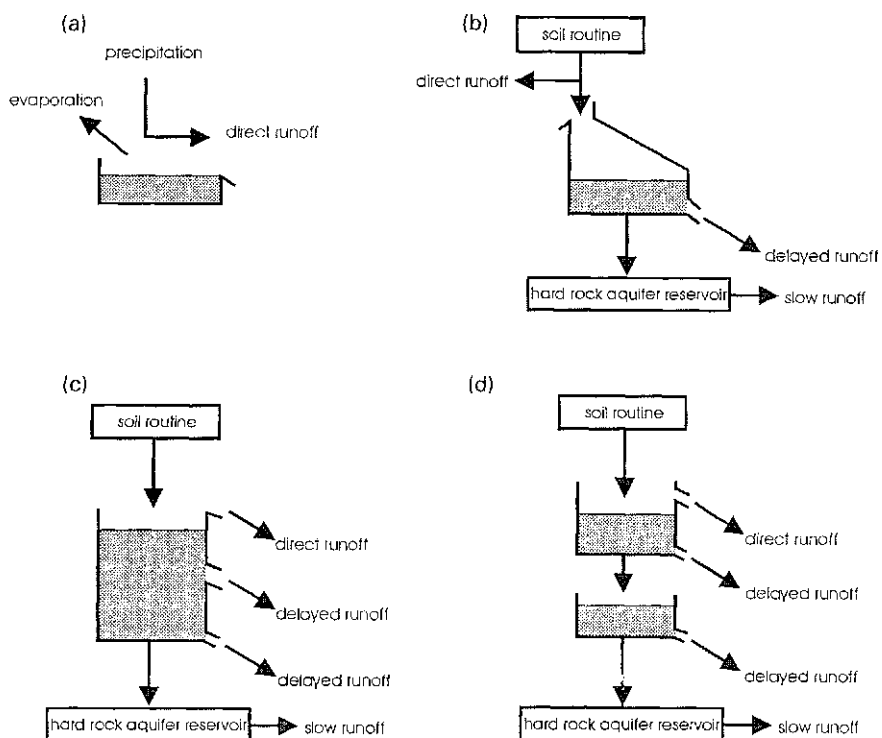 (a)
precipitation
evaporation
direct runoff
(b)
soil routine
direct runoff
delayed runoff
hard rock aquifer reservoir
slow runoff
(c)
soil routine
direct runoff
delayed runoff
delayed runoff
hard rock aquifer reservoir
slow runoff
(d)
soil routine
direct runoff
delayed runoff
delayed runoff
hard rock aquifer reservoir
slow runoff